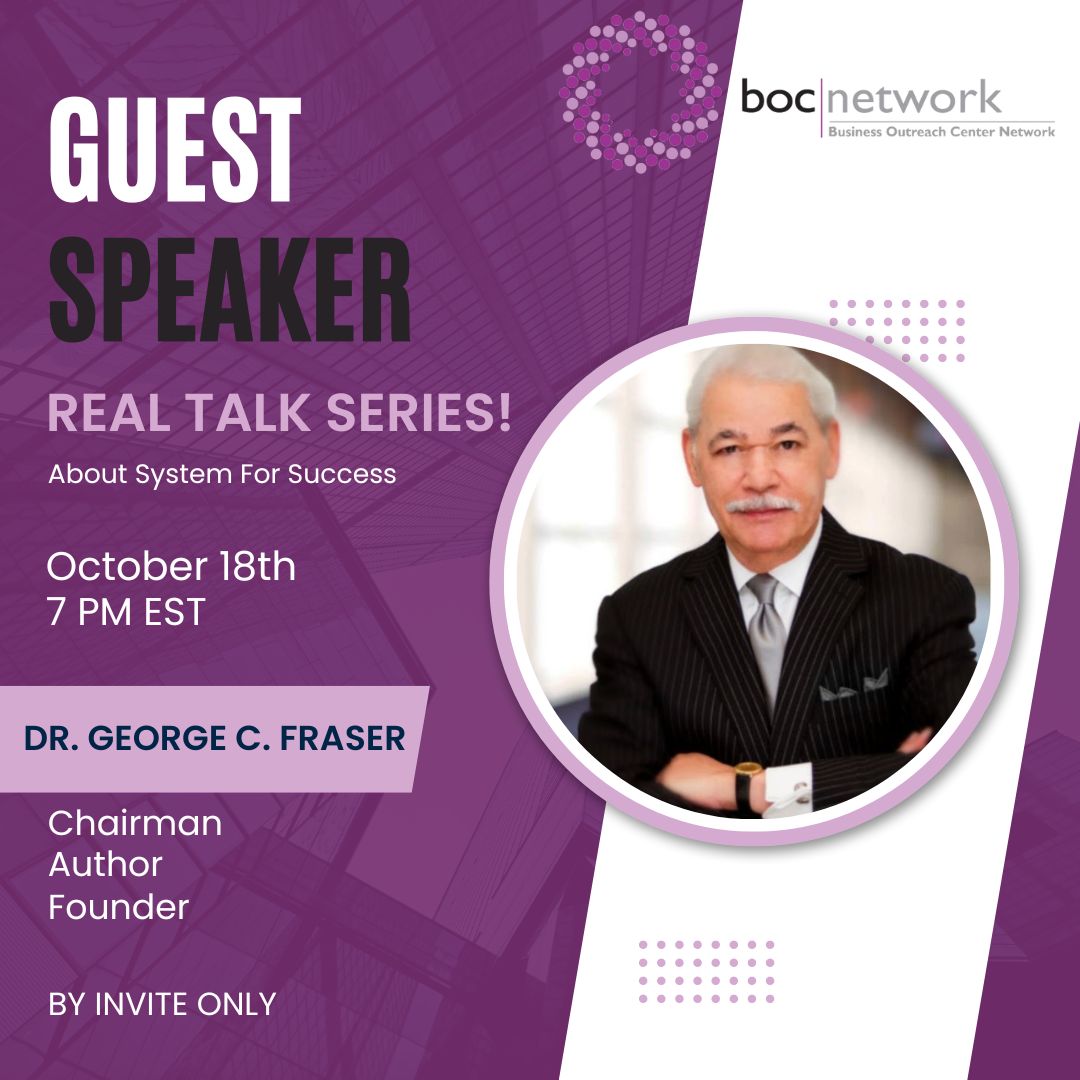 GUEST
SPEAKER
REAL TALK SERIES!
About System For Success
October 18th
7 PM EST
DR. GEORGE C. FRASER
Chairman
Author
Founder
BY INVITE ONLY
boc|network
Business Outreach Center Network